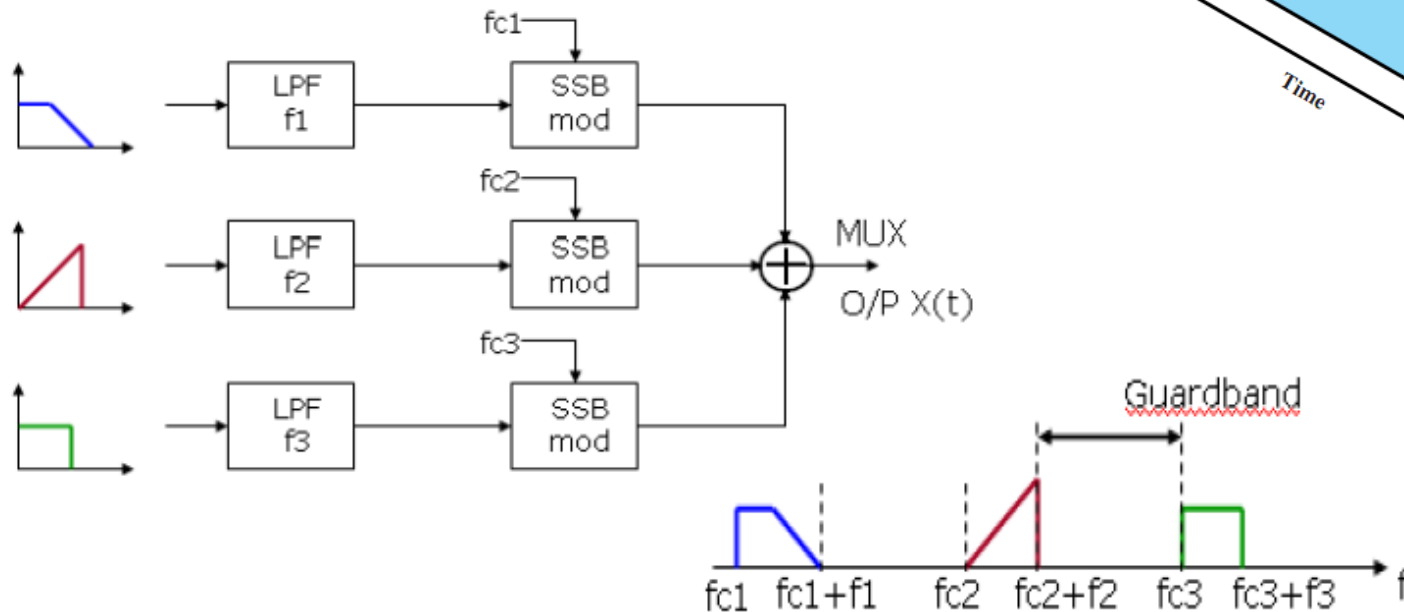 fc1
LPF
f1
SSB
mod
Time
fc2
LPF
f2
SSB
mod
MUX
O/P X(t)
fc3
LPF
f3
SSB
mod
Guardband
fc1 fc1+f1 fc2 fc2+f2 fc3 fc3+f3 f